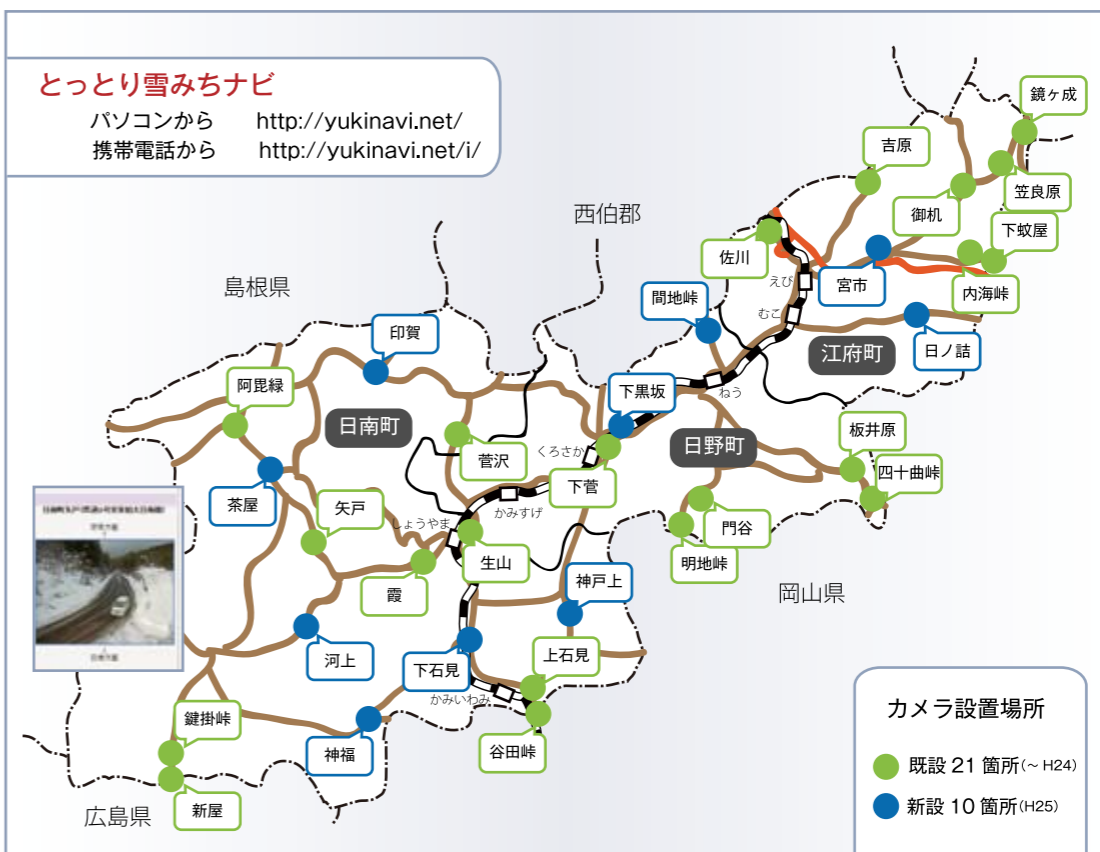 とっとり雪みちナビ
パソコンから http://yukinavi.net/
携帯電話から http://yukinavi.net/i/
鏡ヶ成
吉原
笠良原
御机
下蚊屋
西伯郡
佐川
宮市
内海峠
えび
島根県
間地峠
むこ
日ノ詰
江府町
印賀
阿毘縁
下黒坂
ねう
日南町
日野町
板井原
菅沢
くろさか
四十曲峠
下菅
茶屋
矢戸
かみすげ
しょうやま
門谷
生山
明地峠
霞
神戸上
岡山県
河上
下石見
上石見
かみいわみ
鍵掛峠
神福
谷田峠
新屋
広島県
カメラ設置場所
既設 21 箇所(~ H24)
新設 10 箇所(H25)